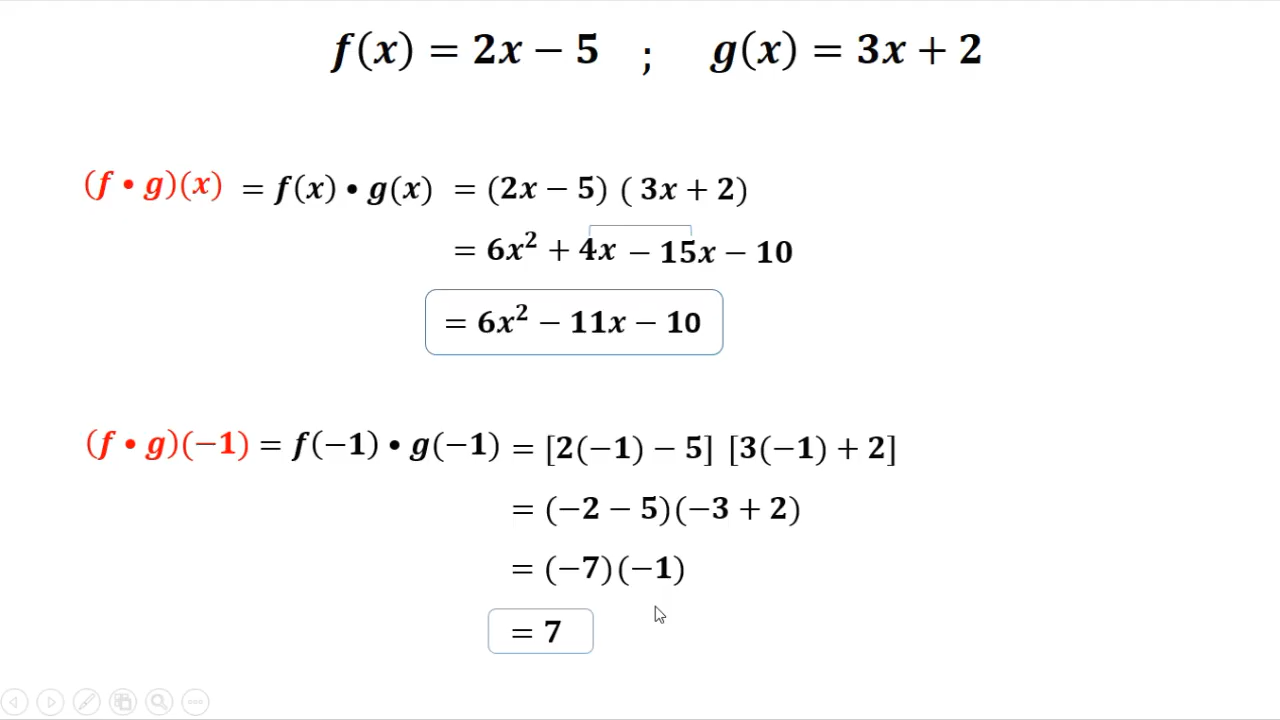 f(x) = 2x − 5 ; g(x) = 3x + 2
(f • g)(x) = f(x) • g(x) = (2x − 5) ( 3x + 2)
= 6x² + 4x − 15x − 10
= 6x² − 11x − 10
(f • g)(−1) = f(−1) • g(−1) = [2(−1) − 5] [3(−1) + 2]
= (−2 − 5)(−3 + 2)
= (−7)(−1)
= 7